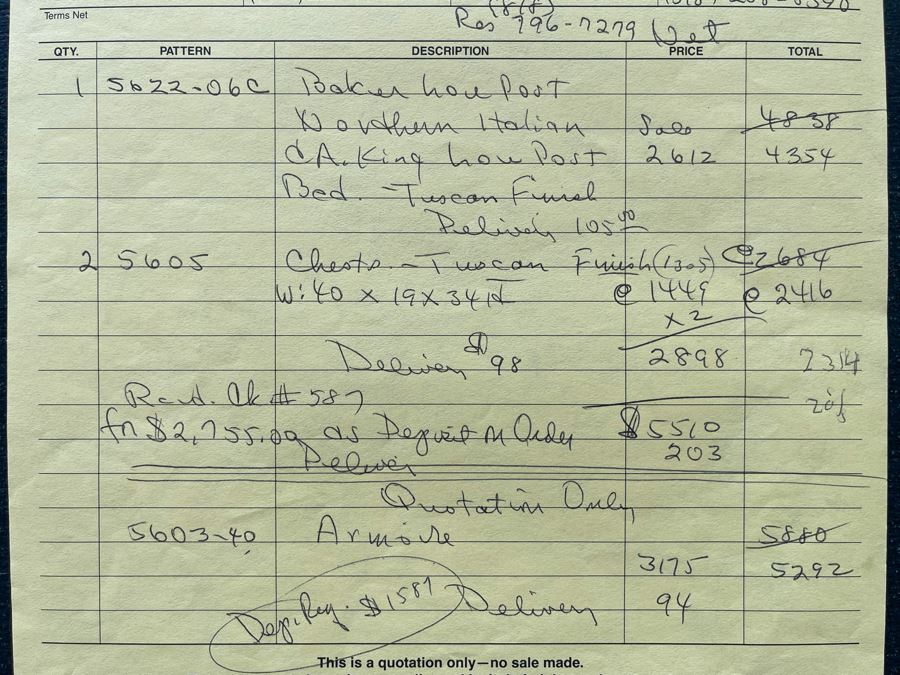 Terms Net
Res 796-7279 Net
QTY. PATTERN DESCRIPTION PRICE TOTAL
1 5622-06C Baker Low Post
Northern Italian Sale 4838
CA. King Low Post 2612 4354
Bed. - Tuscan Finish
Delivery 105.00
2 5605 Chests - Tuscan Finish (1305) @2684
W: 40 x 19 x 34 H @ 1449 @ 2416
x2
Delivery $98 2898 7314
Rcvd. Ck # 587
for $2,755.00 as Deposit on Order $5510
Deliver 203
Quotation Only
5603-40 Armoire 5880
3175 5292
Dep. Req. $1587 Delivery 94
This is a quotation only—no sale made.